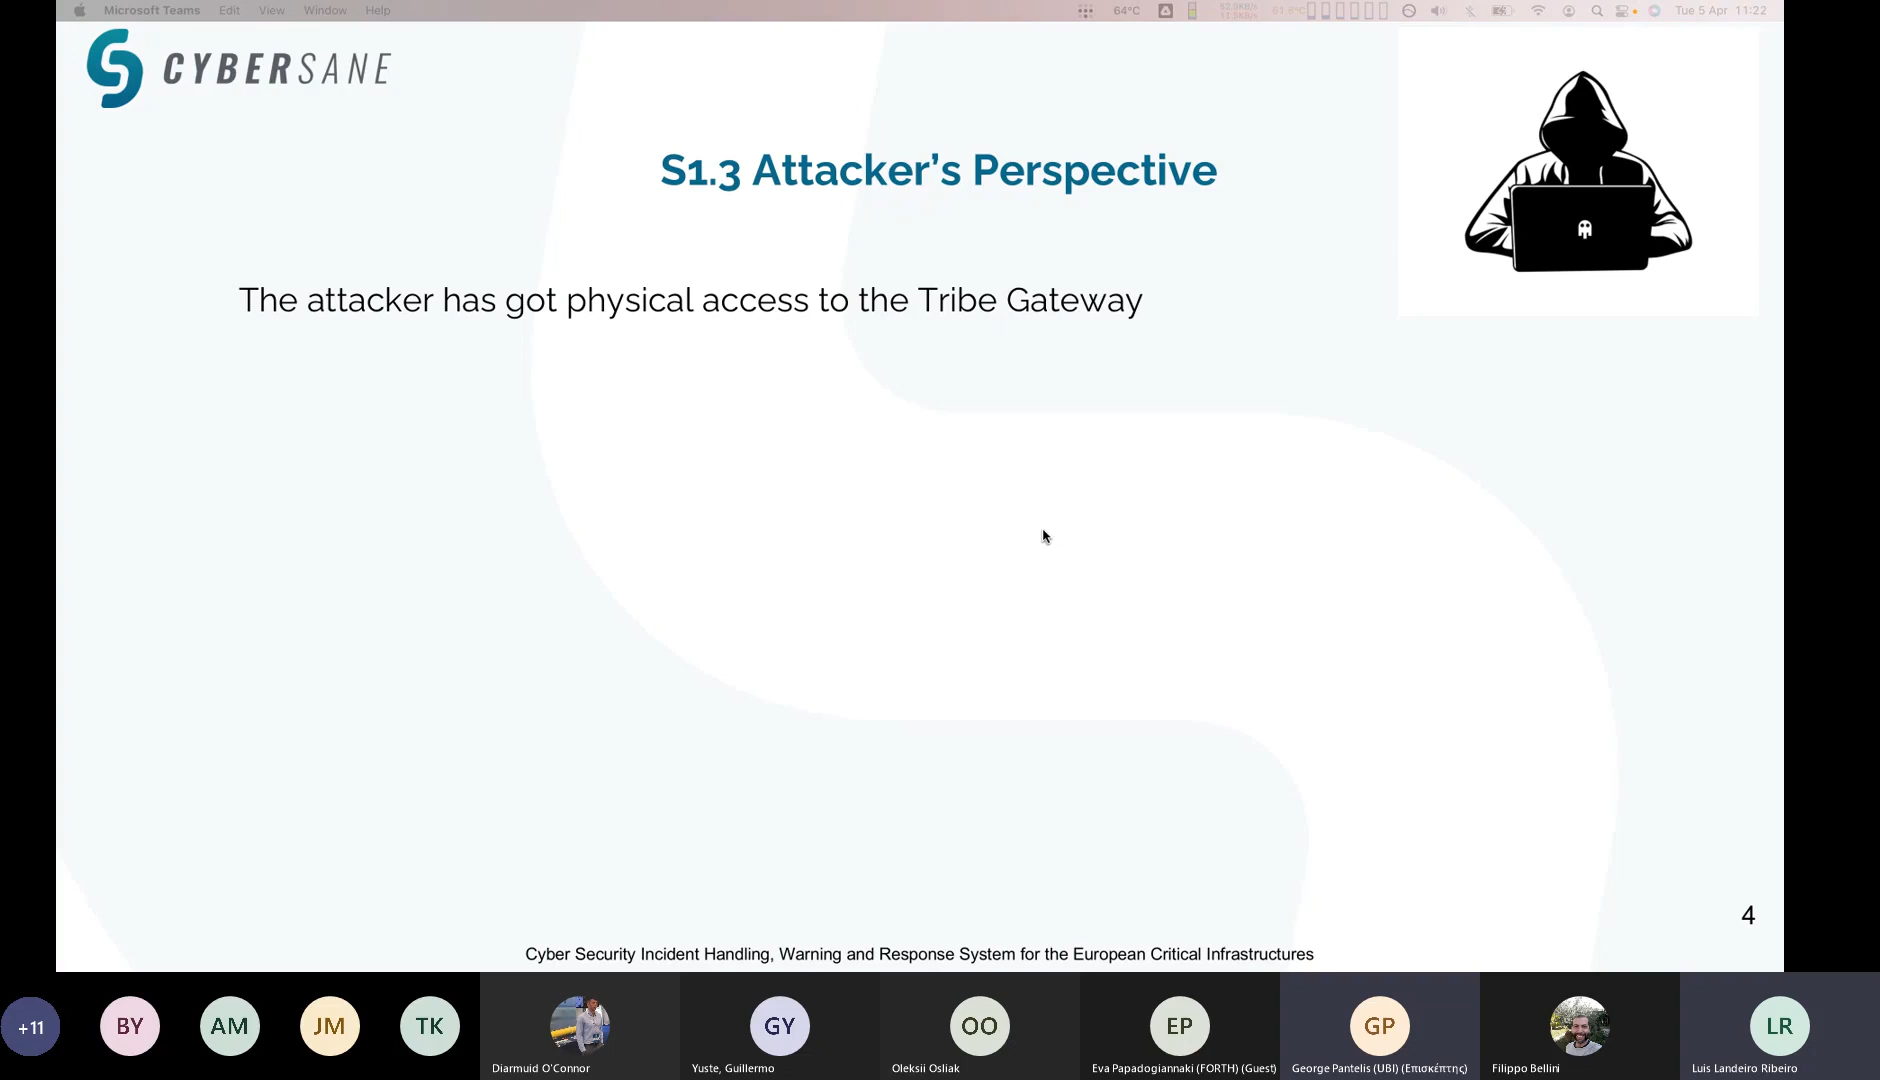 Microsoft Teams Edit View Window Help
64°C
Tue 5 Apr 11:22
CYBERSANE
S1.3 Attacker’s Perspective
The attacker has got physical access to the Tribe Gateway
4
Cyber Security Incident Handling, Warning and Response System for the European Critical Infrastructures
+11
BY
AM
JM
TK
GY
OO
EP
GP
LR
Diarmuid O'Connor
Yuste, Guillermo
Oleksii Osliak
Eva Papadogiannaki (FORTH) (Guest)
George Pantelis (UBI) (Επισκέπτης)
Filippo Bellini
Luis Landeiro Ribeiro